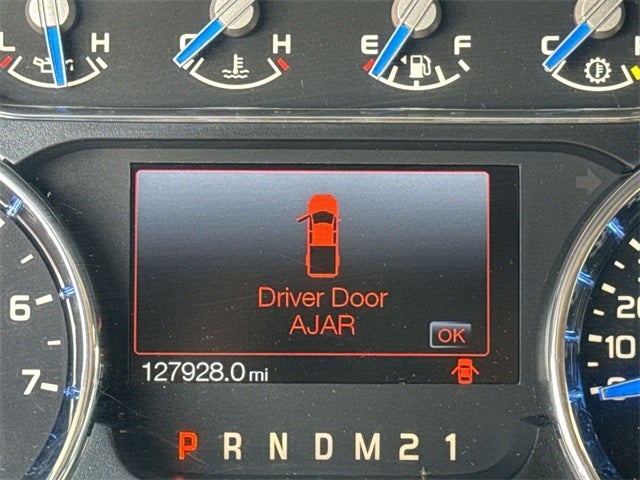 L H C H E F C
Driver Door
AJAR
OK
127928.0 mi
6
7
20
10
P R N D M 2 1